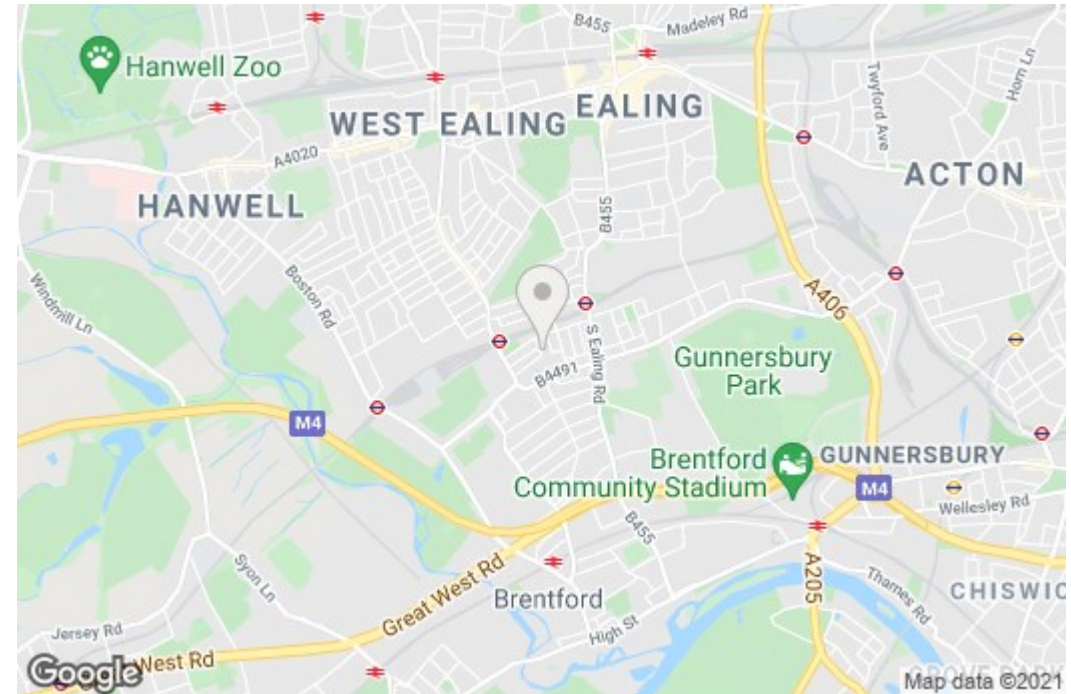 B455
Madeley Rd
Hanwell Zoo
Twyford Ave
Horn Ln
WEST EALING
EALING
A4020
ACTON
HANWELL
B455
Boston Rd
Windmill Ln
A406
S Ealing Rd
Gunnersbury
Park
B4491
M4
Brentford
Community Stadium
GUNNERSBURY
M4
Wellesley Rd
B455
Syon Ln
Great West Rd
A205
Thames Rd
CHISWIC
Brentford
High St
Jersey Rd
West Rd
Google
GROVE PARK
Map data ©2021